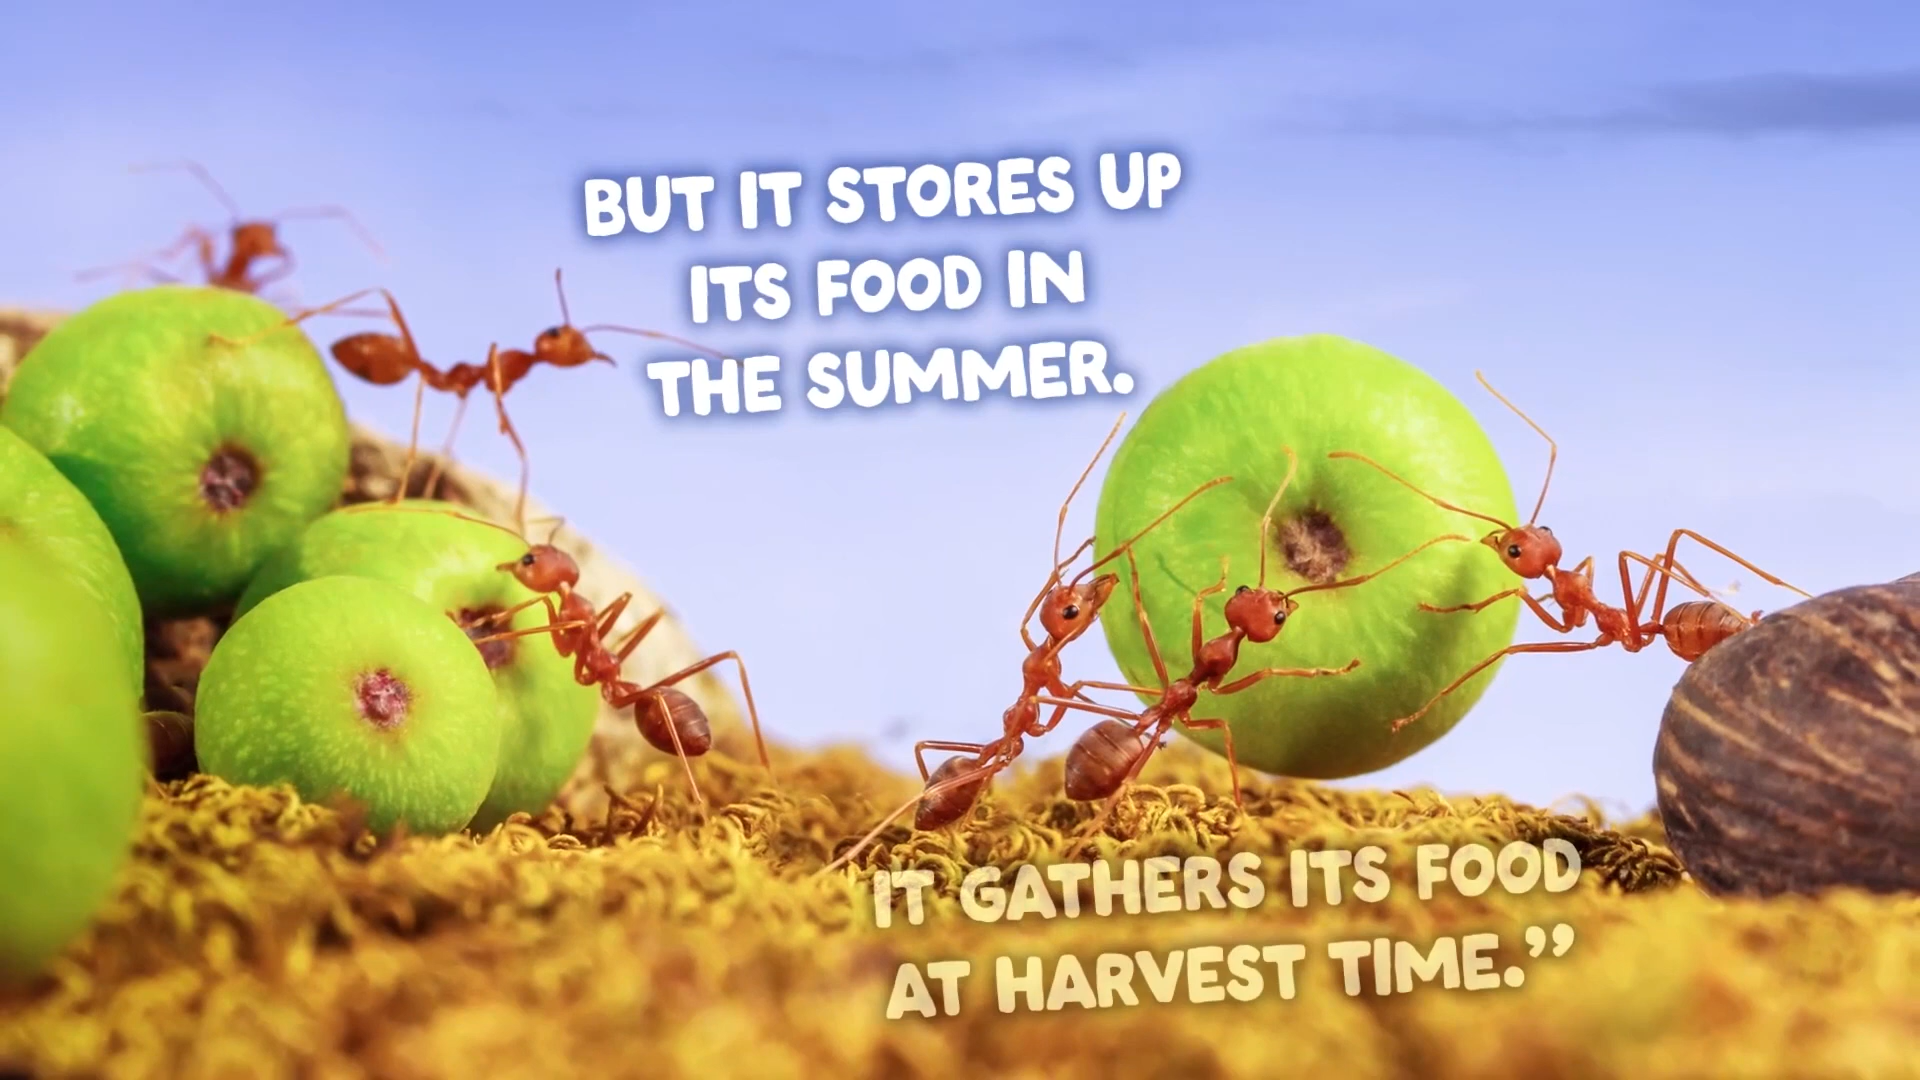 BUT IT STORES UP
ITS FOOD IN
THE SUMMER.
IT GATHERS ITS FOOD
AT HARVEST TIME.”